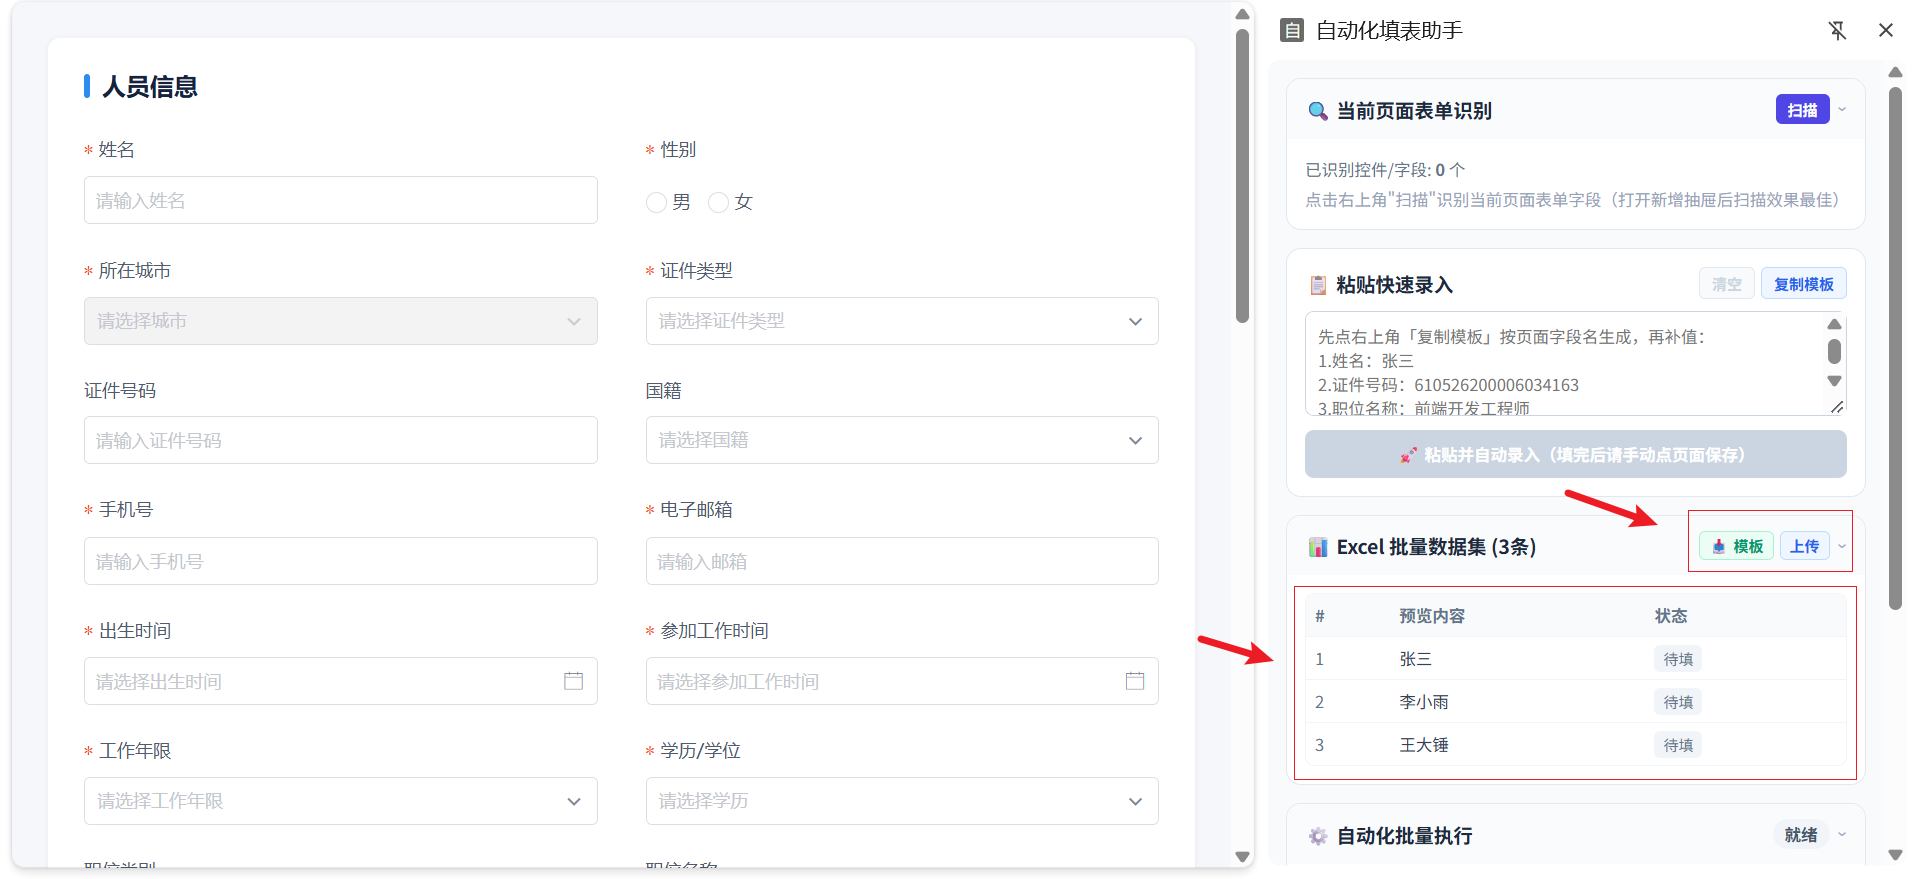 人员信息
* 姓名
* 性别
请输入姓名
男 女
* 所在城市
* 证件类型
请选择城市
请选择证件类型
证件号码
国籍
请输入证件号码
请选择国籍
* 手机号
* 电子邮箱
请输入手机号
请输入邮箱
* 出生时间
* 参加工作时间
请选择出生时间
请选择参加工作时间
* 工作年限
* 学历/学位
请选择工作年限
请选择学历
职位类别
职位名称
自 自动化填表助手
当前页面表单识别
扫描
已识别控件/字段: 0 个
点击右上角"扫描"识别当前页面表单字段（打开新增抽屉后扫描效果最佳）
粘贴快速录入
清空 复制模板
先点右上角「复制模板」按页面字段名生成，再补值：
1.姓名：张三
2.证件号码：610526200006034163
3.职位名称：前端开发工程师
粘贴并自动录入（填完后请手动点页面保存）
Excel 批量数据集 (3条)
模板 上传
# 预览内容 状态
1 张三 待填
2 李小雨 待填
3 王大锤 待填
自动化批量执行
就绪